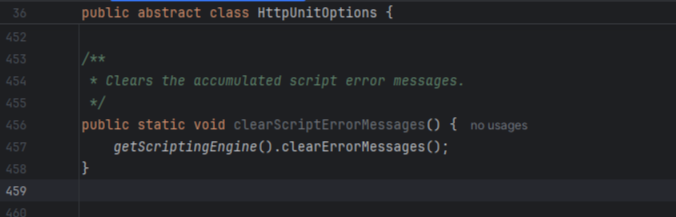 36 public abstract class HttpUnitOptions {
452
453 /**
454 * Clears the accumulated script error messages.
455 */
456 public static void clearScriptErrorMessages() { no usages
457 getScriptingEngine().clearErrorMessages();
458 }
459
460